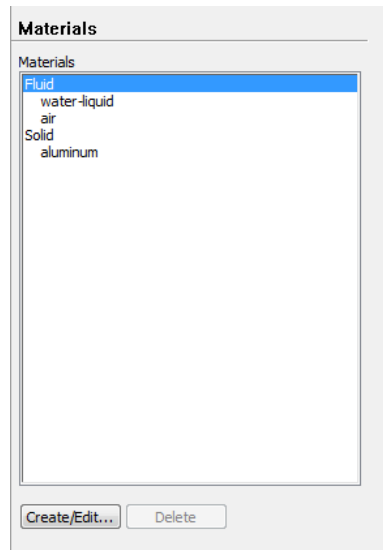 Materials
Materials
Fluid
water-liquid
air
Solid
aluminum
Create/Edit... Delete